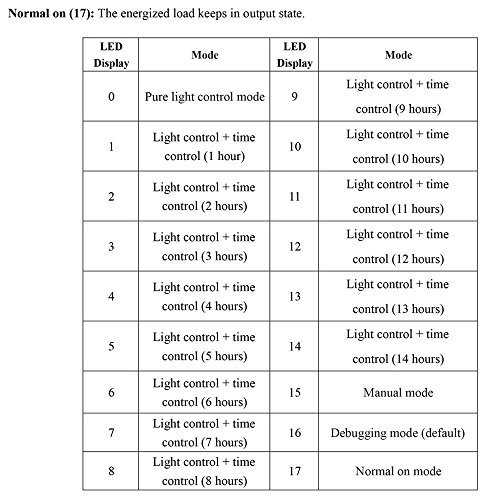 Normal on (17): The energized load keeps in output state.
LED Display | Mode | LED Display | Mode
0 | Pure light control mode | 9 | Light control + time control (9 hours)
1 | Light control + time control (1 hour) | 10 | Light control + time control (10 hours)
2 | Light control + time control (2 hours) | 11 | Light control + time control (11 hours)
3 | Light control + time control (3 hours) | 12 | Light control + time control (12 hours)
4 | Light control + time control (4 hours) | 13 | Light control + time control (13 hours)
5 | Light control + time control (5 hours) | 14 | Light control + time control (14 hours)
6 | Light control + time control (6 hours) | 15 | Manual mode
7 | Light control + time control (7 hours) | 16 | Debugging mode (default)
8 | Light control + time control (8 hours) | 17 | Normal on mode